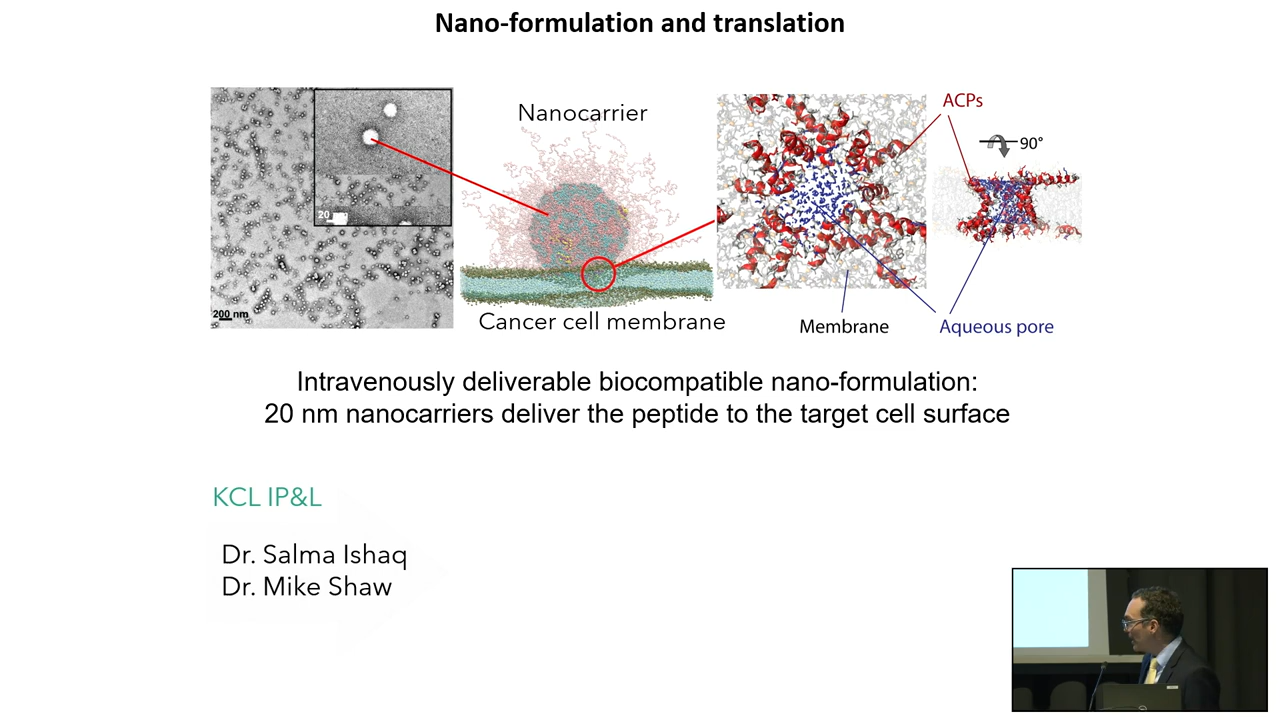 Nano-formulation and translation
Nanocarrier
ACPs
90°
20
200 nm
Cancer cell membrane
Membrane
Aqueous pore
Intravenously deliverable biocompatible nano-formulation:
20 nm nanocarriers deliver the peptide to the target cell surface
KCL IP&L
Dr. Salma Ishaq
Dr. Mike Shaw